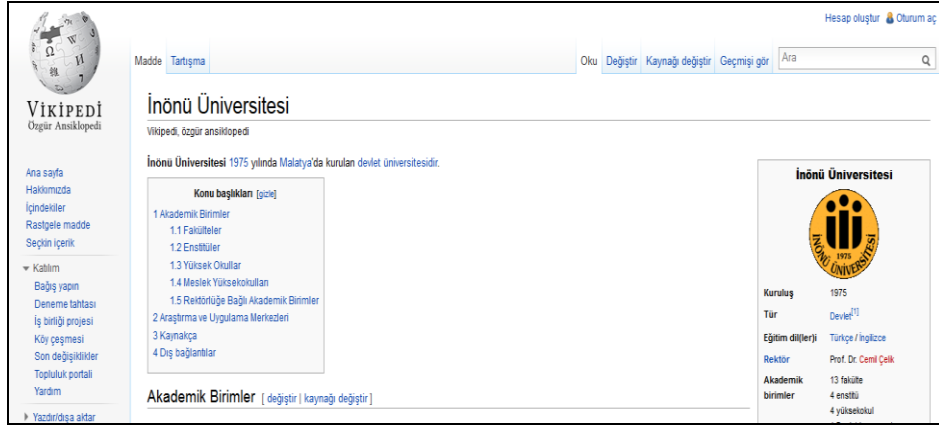 Hesap oluştur Oturum aç
Madde Tartışma Oku Değiştir Kaynağı değiştir Geçmişi gör Ara
VİKİPEDİ
Özgür Ansiklopedi
Ana sayfa
Hakkımızda
İçindekiler
Rastgele madde
Seçkin içerik
Katılım
Bağış yapın
Deneme tahtası
İş birliği projesi
Köy çeşmesi
Son değişiklikler
Topluluk portali
Yardım
Yazdır/dışa aktar
İnönü Üniversitesi
Vikipedi, özgür ansiklopedi
İnönü Üniversitesi 1975 yılında Malatya'da kurulan devlet üniversitesidir.
Konu başlıkları [gizle]
1 Akademik Birimler
1.1 Fakülteler
1.2 Enstitüler
1.3 Yüksek Okullar
1.4 Meslek Yüksekokulları
1.5 Rektörlüğe Bağlı Akademik Birimler
2 Araştırma ve Uygulama Merkezleri
3 Kaynakça
4 Dış bağlantılar
Akademik Birimler [ değiştir | kaynağı değiştir ]
İnönü Üniversitesi
1975
İNÖNÜ ÜNİVERSİTESİ
Kuruluş 1975
Tür Devlet[1]
Eğitim dil(ler)i Türkçe / İngilizce
Rektör Prof. Dr. Cemil Çelik
Akademik 13 fakülte
birimler 4 enstitü
4 yüksekokul